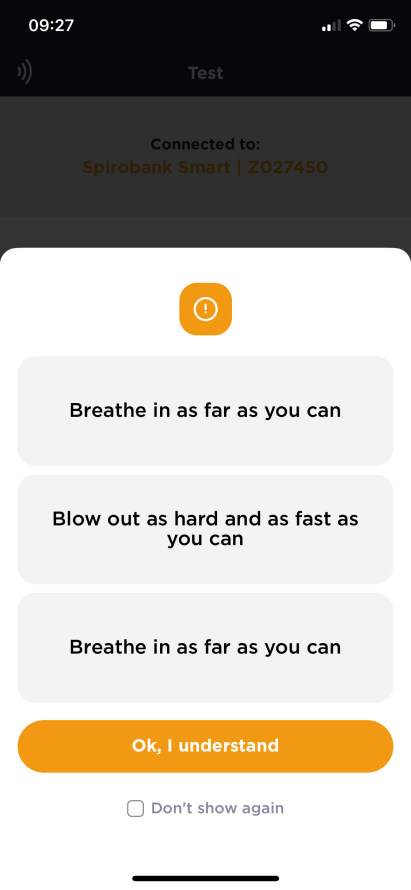 09:27
Test
Connected to:
Spirobank Smart | Z027450
Breathe in as far as you can
Blow out as hard and as fast as
you can
Breathe in as far as you can
Ok, I understand
Don't show again